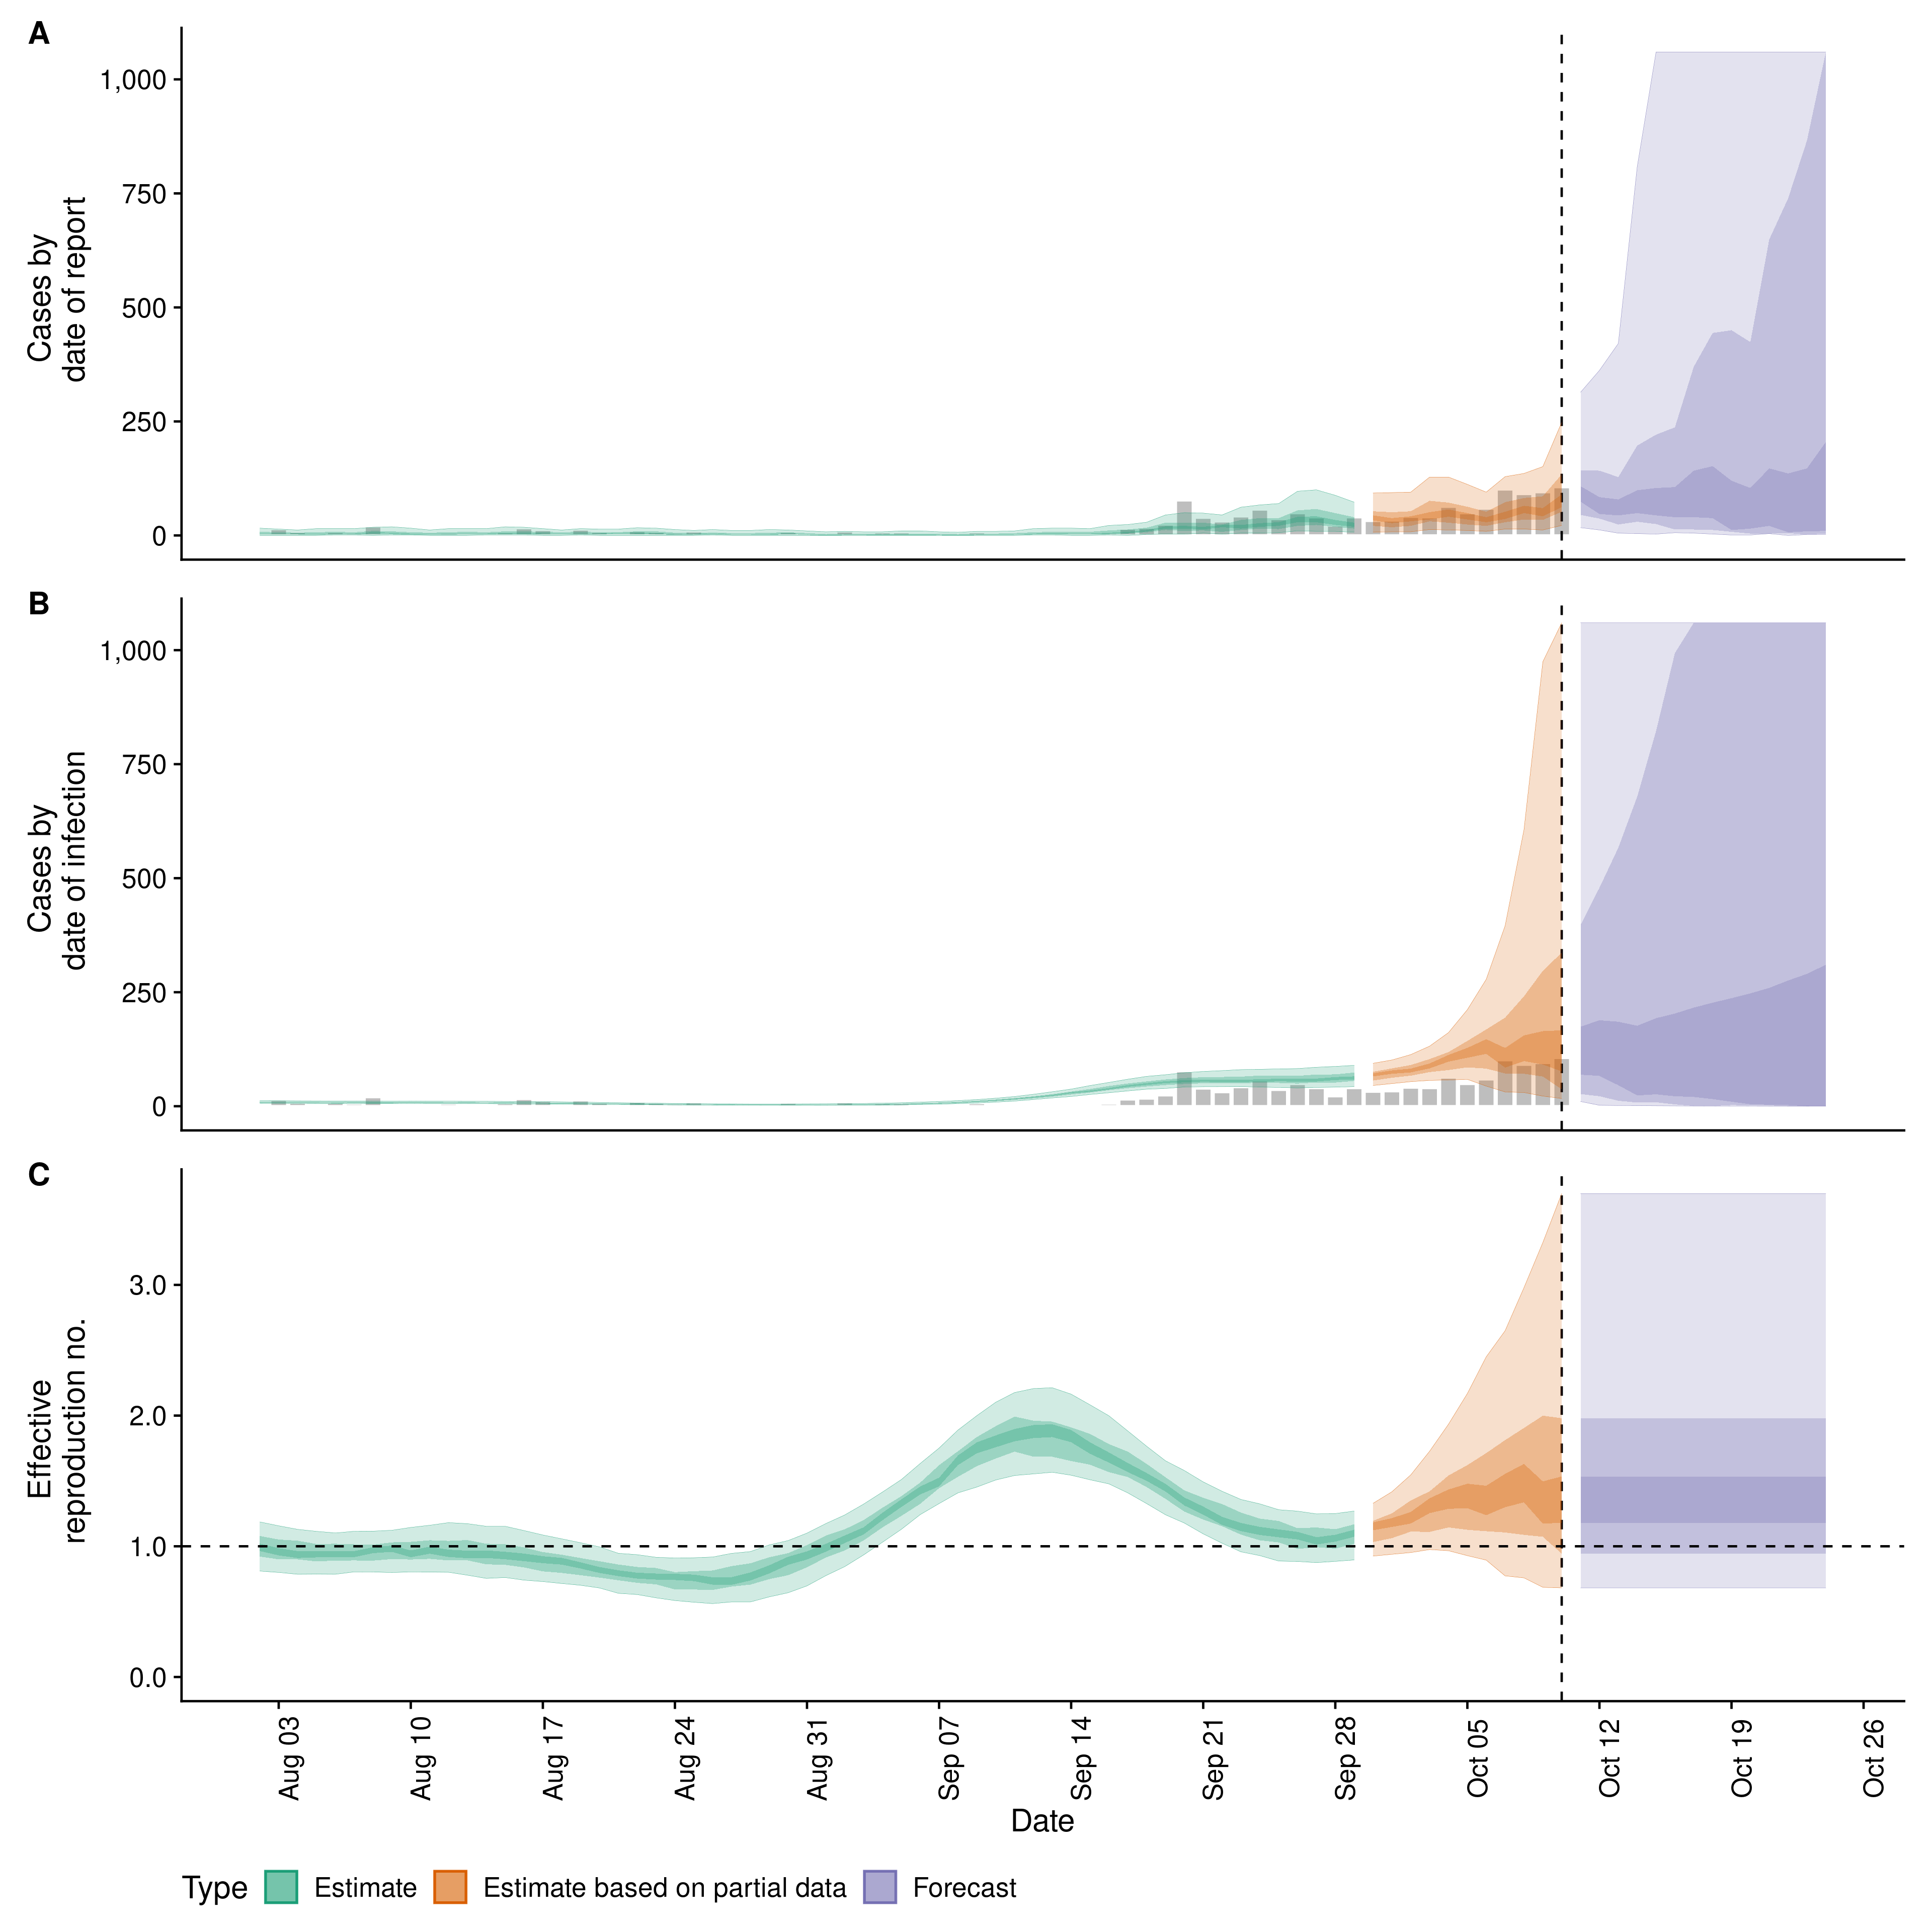 A
Cases by
date of report
1,000
750
500
250
0
B
Cases by
date of infection
1,000
750
500
250
0
C
Effective
reproduction no.
3.0
2.0
1.0
0.0
Aug 03
Aug 10
Aug 17
Aug 24
Aug 31
Sep 07
Sep 14
Sep 21
Sep 28
Oct 05
Oct 12
Oct 19
Oct 26
Date
Type Estimate Estimate based on partial data Forecast